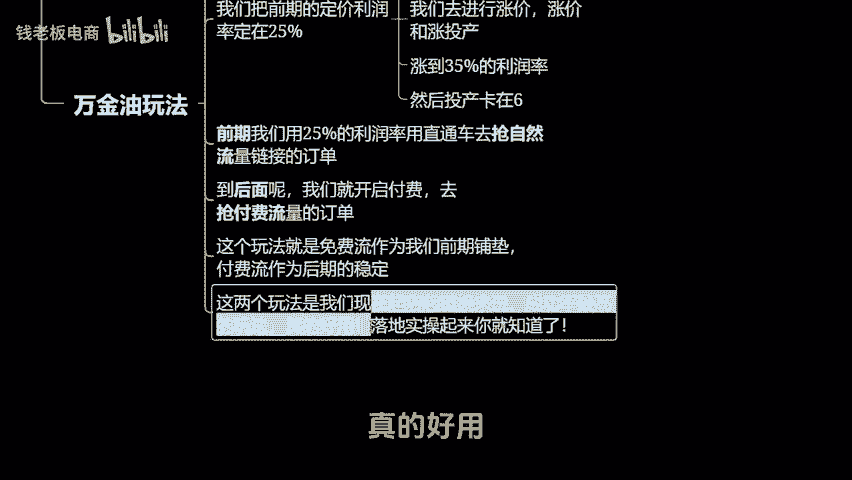 钱老板电商 bilibili
我们把前期的定价利润
率定在25%
我们去进行涨价，涨价
和涨投产
涨到35%的利润率
然后投产卡在6
万金油玩法
前期我们用25%的利润率用直通车去抢自然
流量链接的订单
到后面呢，我们就开启付费，去
抢付费流量的订单
这个玩法就是免费流作为我们前期铺垫，
付费流作为后期的稳定
这两个玩法是我们现
落地实操起来你就知道了！
真的好用